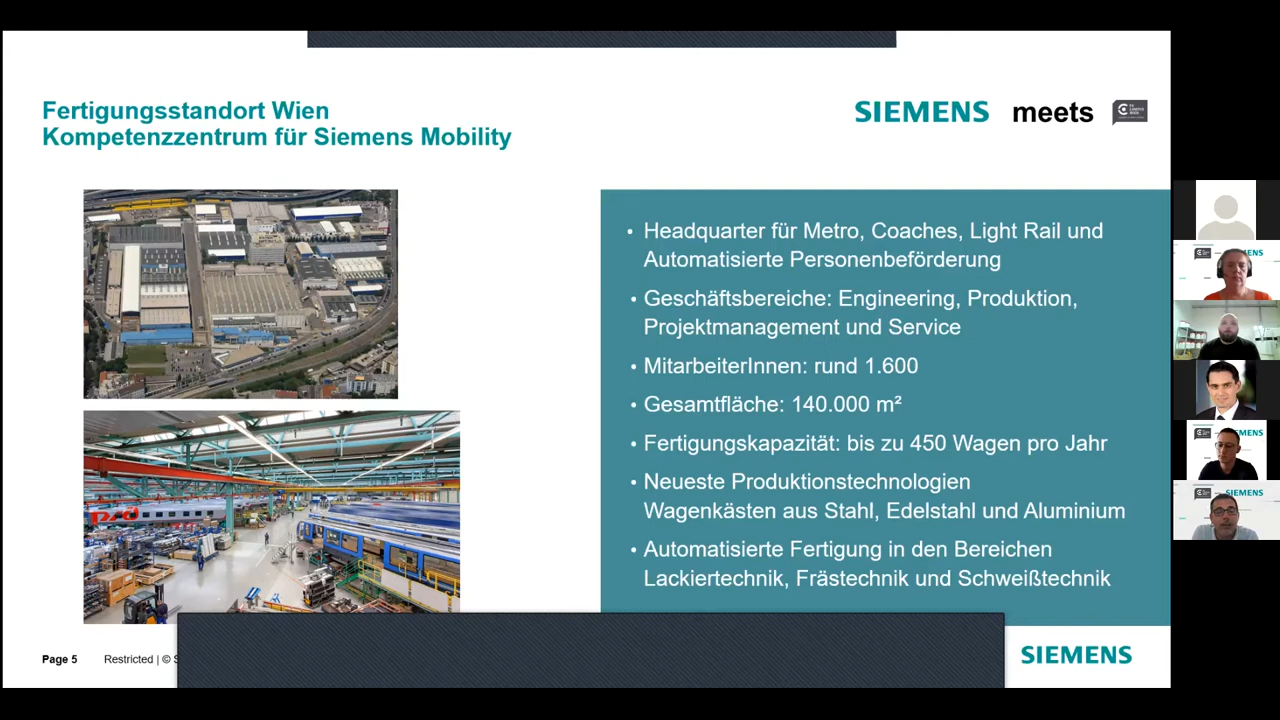 Fertigungsstandort Wien
Kompetenzzentrum für Siemens Mobility
SIEMENS meets
• Headquarter für Metro, Coaches, Light Rail und
Automatisierte Personenbeförderung
• Geschäftsbereiche: Engineering, Produktion,
Projektmanagement und Service
• MitarbeiterInnen: rund 1.600
• Gesamtfläche: 140.000 m²
• Fertigungskapazität: bis zu 450 Wagen pro Jahr
• Neueste Produktionstechnologien
Wagenkästen aus Stahl, Edelstahl und Aluminium
• Automatisierte Fertigung in den Bereichen
Lackiertechnik, Frästechnik und Schweißtechnik
Page 5 Restricted | © S
SIEMENS